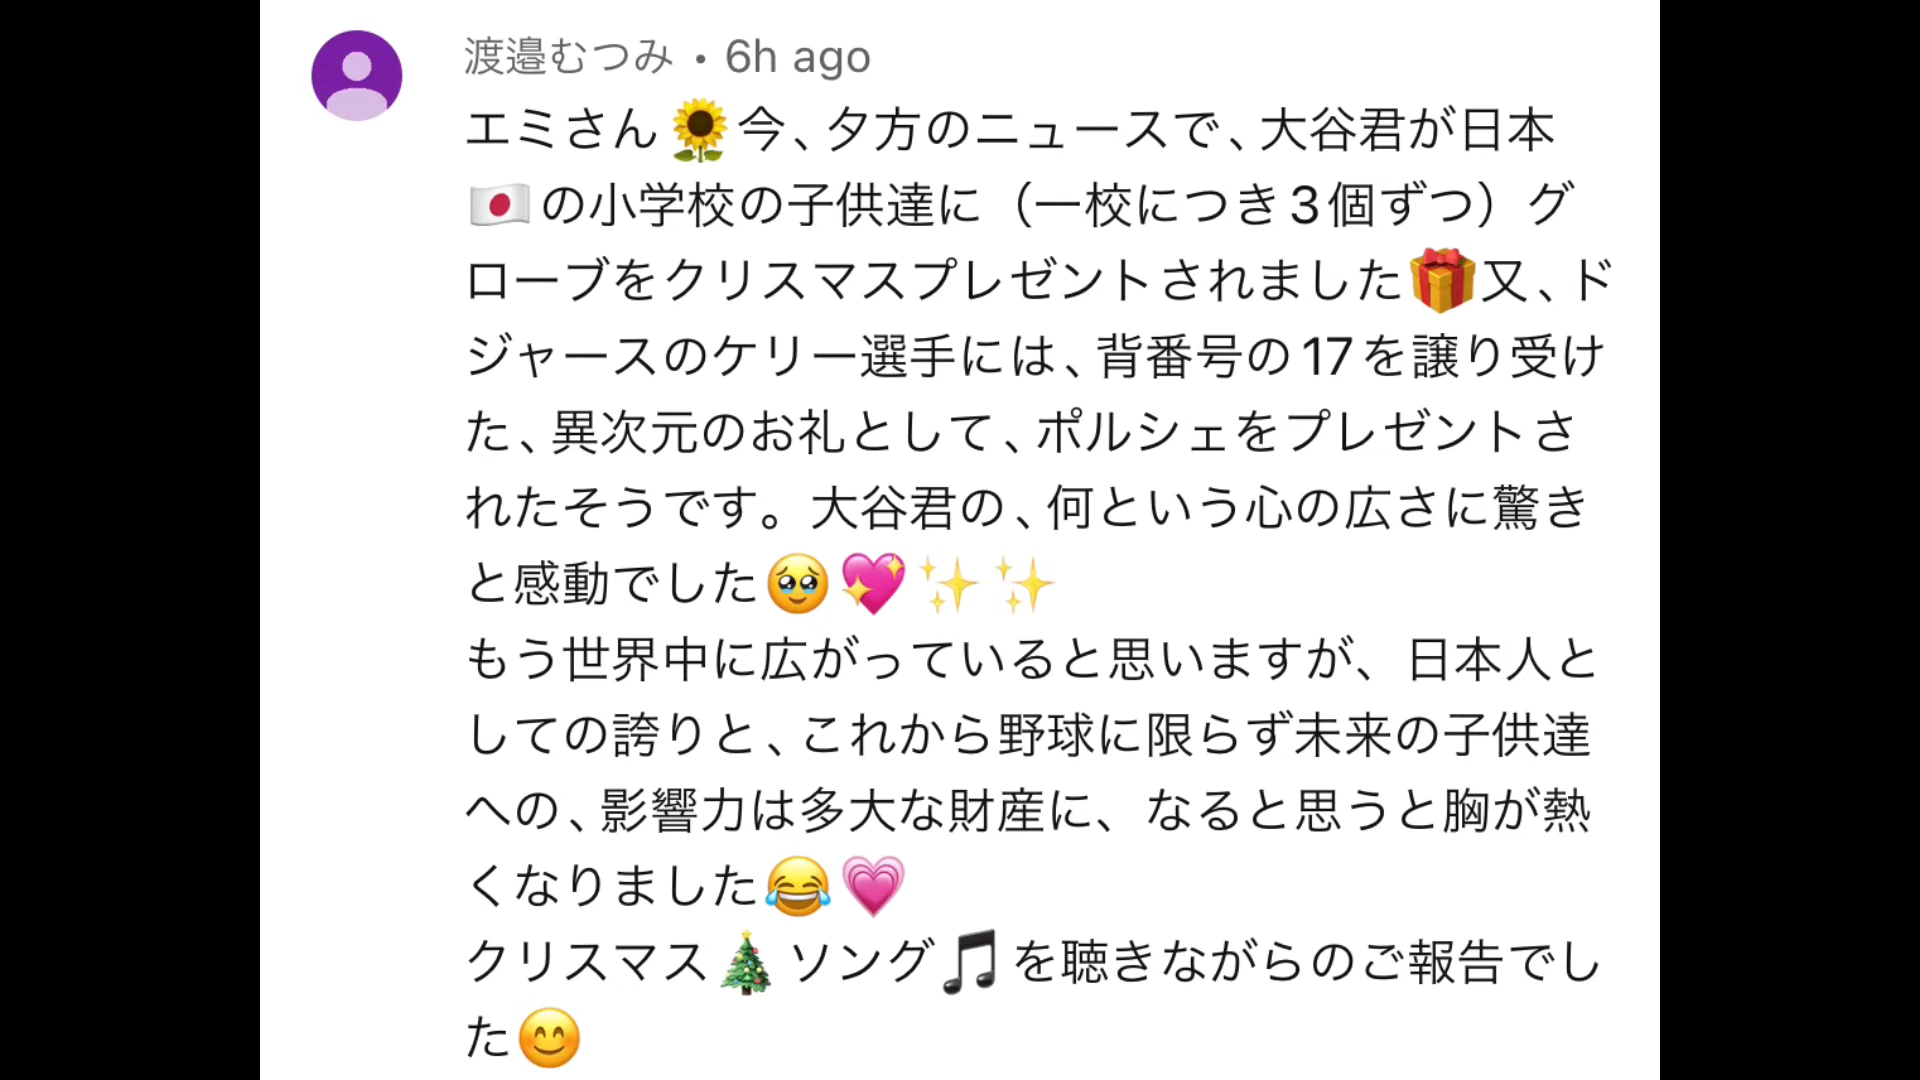 渡邉むつみ • 6h ago
エミさん🌻今、夕方のニュースで、大谷君が日本
🇯🇵の小学校の子供達に（一校につき3個ずつ）グ
ローブをクリスマスプレゼントされました🎁又、ド
ジャースのケリー選手には、背番号の17を譲り受け
た、異次元のお礼として、ポルシェをプレゼントさ
れたそうです。大谷君の、何という心の広さに驚き
と感動でした🥹💖✨✨
もう世界中に広がっていると思いますが、日本人と
しての誇りと、これから野球に限らず未来の子供達
への、影響力は多大な財産に、なると思うと胸が熱
くなりました😂💗
クリスマス🎄ソング🎵を聴きながらのご報告でし
た😊